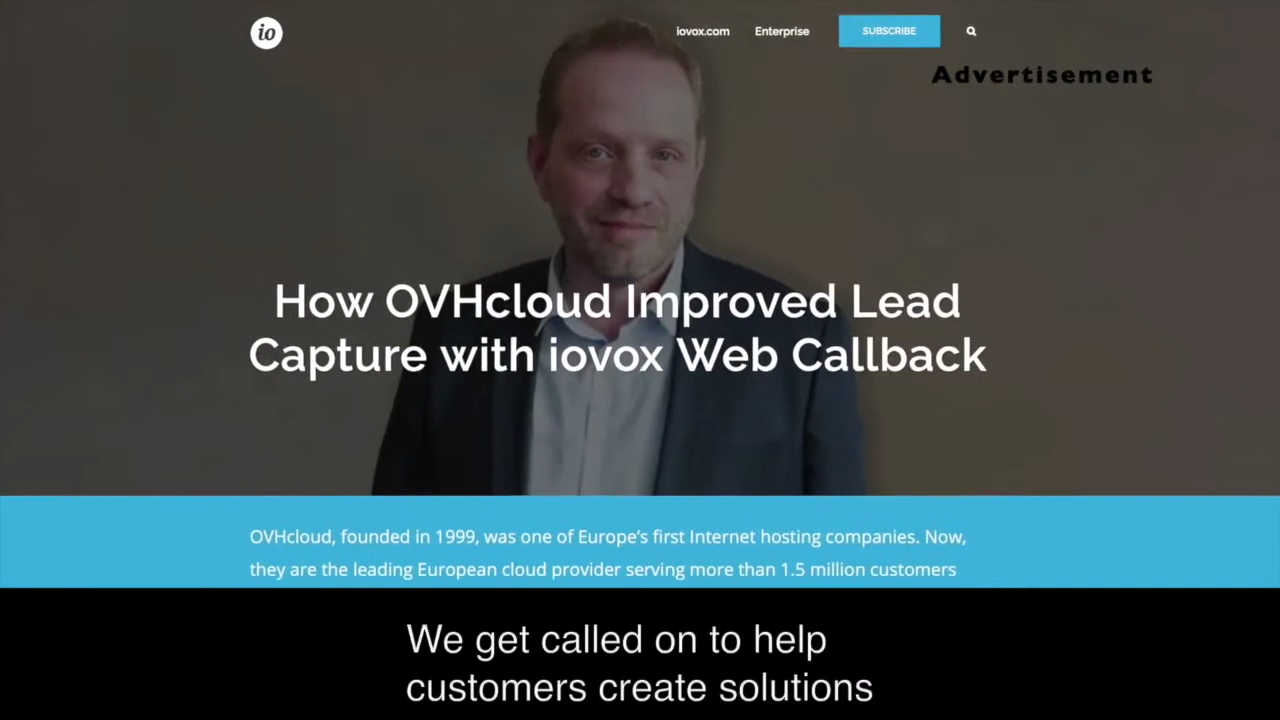 io
iovox.com
Enterprise
SUBSCRIBE
Advertisement
How OVHcloud Improved Lead
Capture with iovox Web Callback
OVHcloud, founded in 1999, was one of Europe’s first Internet hosting companies. Now,
they are the leading European cloud provider serving more than 1.5 million customers
We get called on to help
customers create solutions